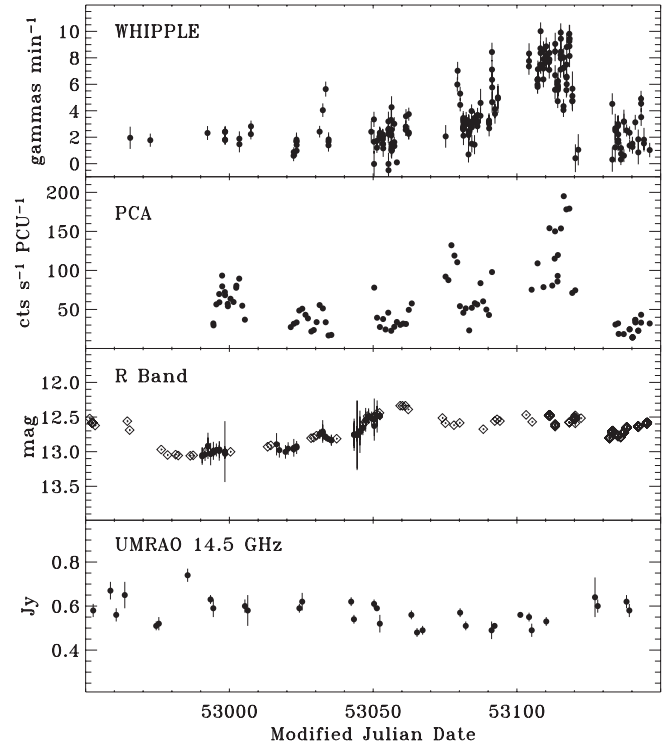 WHIPPLE
gammas min⁻¹
10
8
6
4
2
0
PCA
cts s⁻¹ PCU⁻¹
200
150
100
50
R Band
mag
12.0
12.5
13.0
13.5
UMRAO 14.5 GHz
Jy
0.8
0.6
0.4
53000
53050
53100
Modified Julian Date